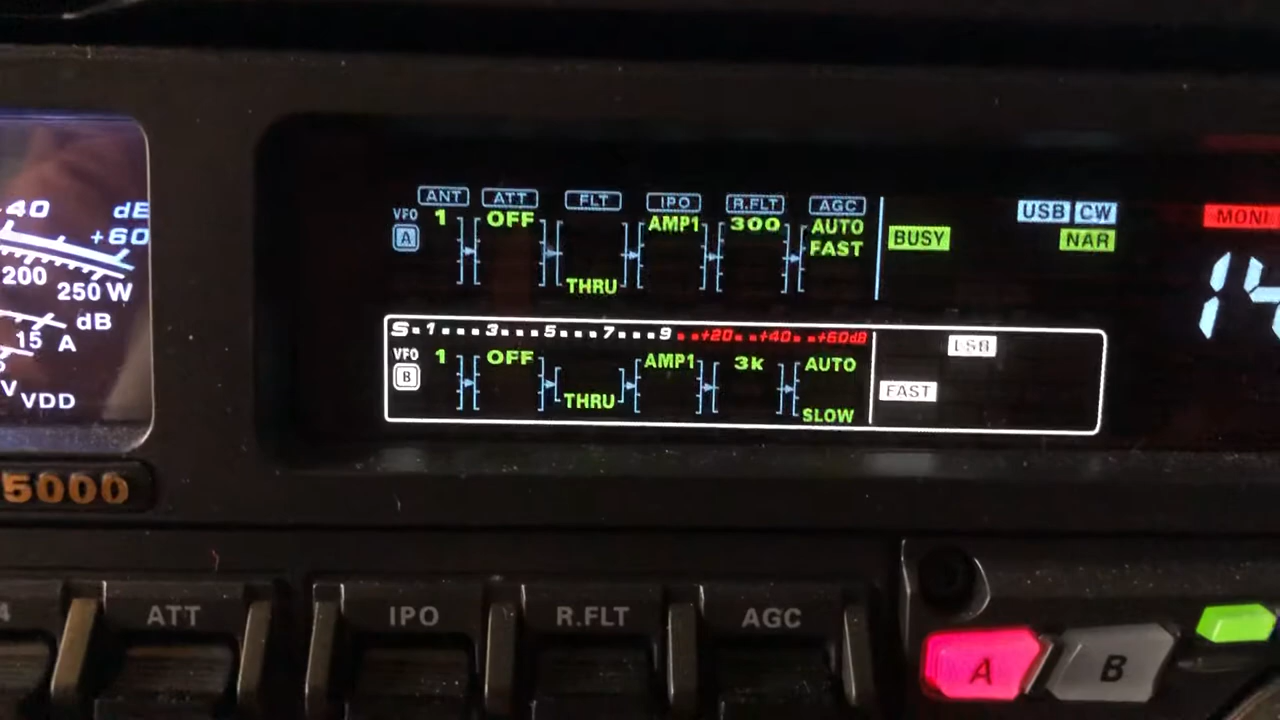 40 dB
+60
200 250 W
dB
15 A
VDD
5000
ANT ATT FLT IPO R.FLT AGC
VFO 1 OFF AMP1 300 AUTO
A FAST
THRU
BUSY
USB CW
NAR
MONI
14
S 1 3 5 7 9 +20 +40 +60dB
VFO 1 OFF AMP1 3k AUTO
B THRU SLOW
LSB
FAST
4 ATT IPO R.FLT AGC
A B